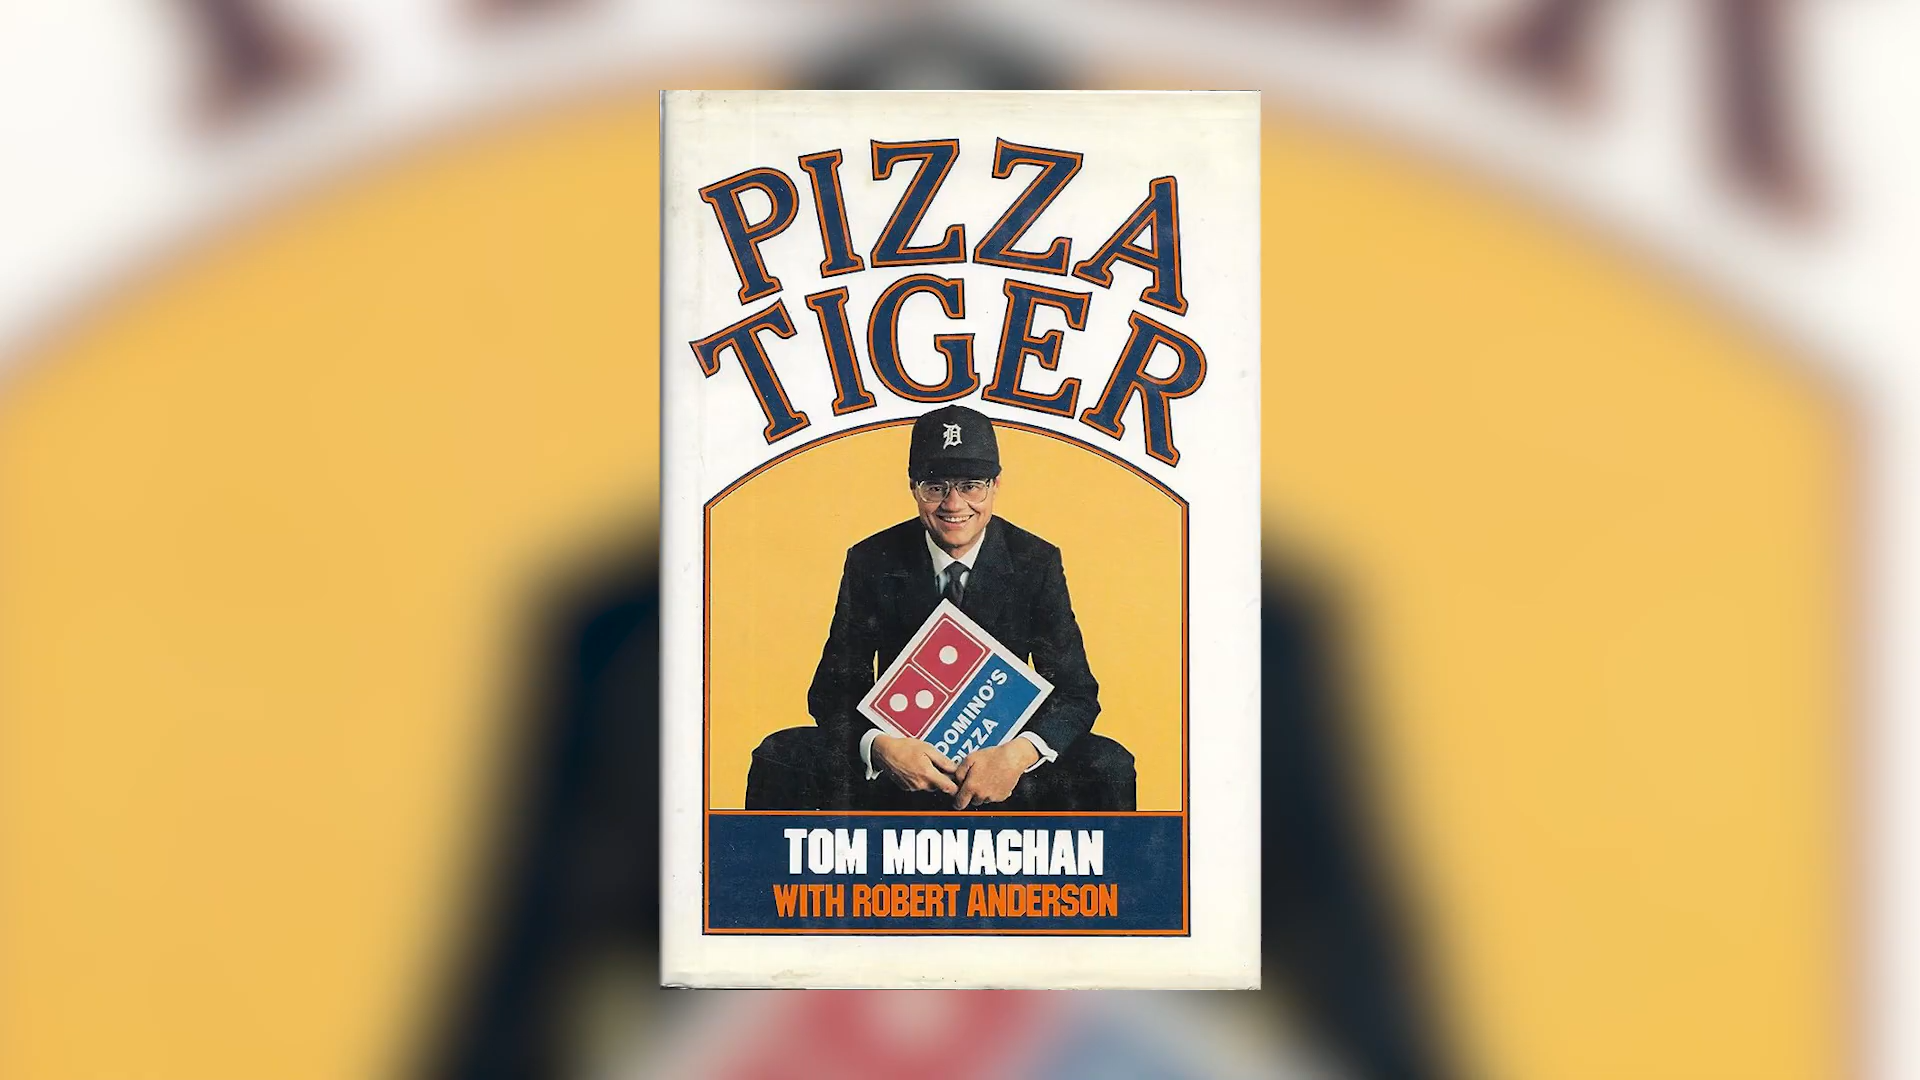 PIZZA
TIGER
D
DOMINO'S
PIZZA
TOM MONAGHAN
WITH ROBERT ANDERSON